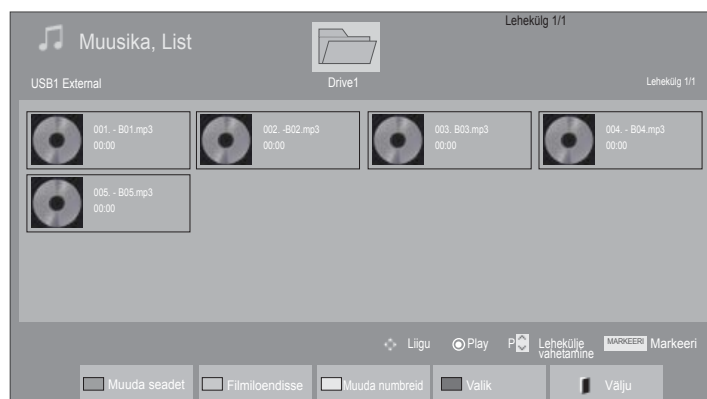 Lehekülg 1/1
Muusika, List
USB1 External
Drive1
Lehekülg 1/1
001. - B01.mp3
00:00
002. -B02.mp3
00:00
003. B03.mp3
00:00
004. - B04.mp3
00:00
005. - B05.mp3
00:00
Liigu
Play
P
Lehekülje
vahetamine
MARKEERI
Markeeri
Muuda seadet
Filmiloendisse
Muuda numbreid
Valik
Välju